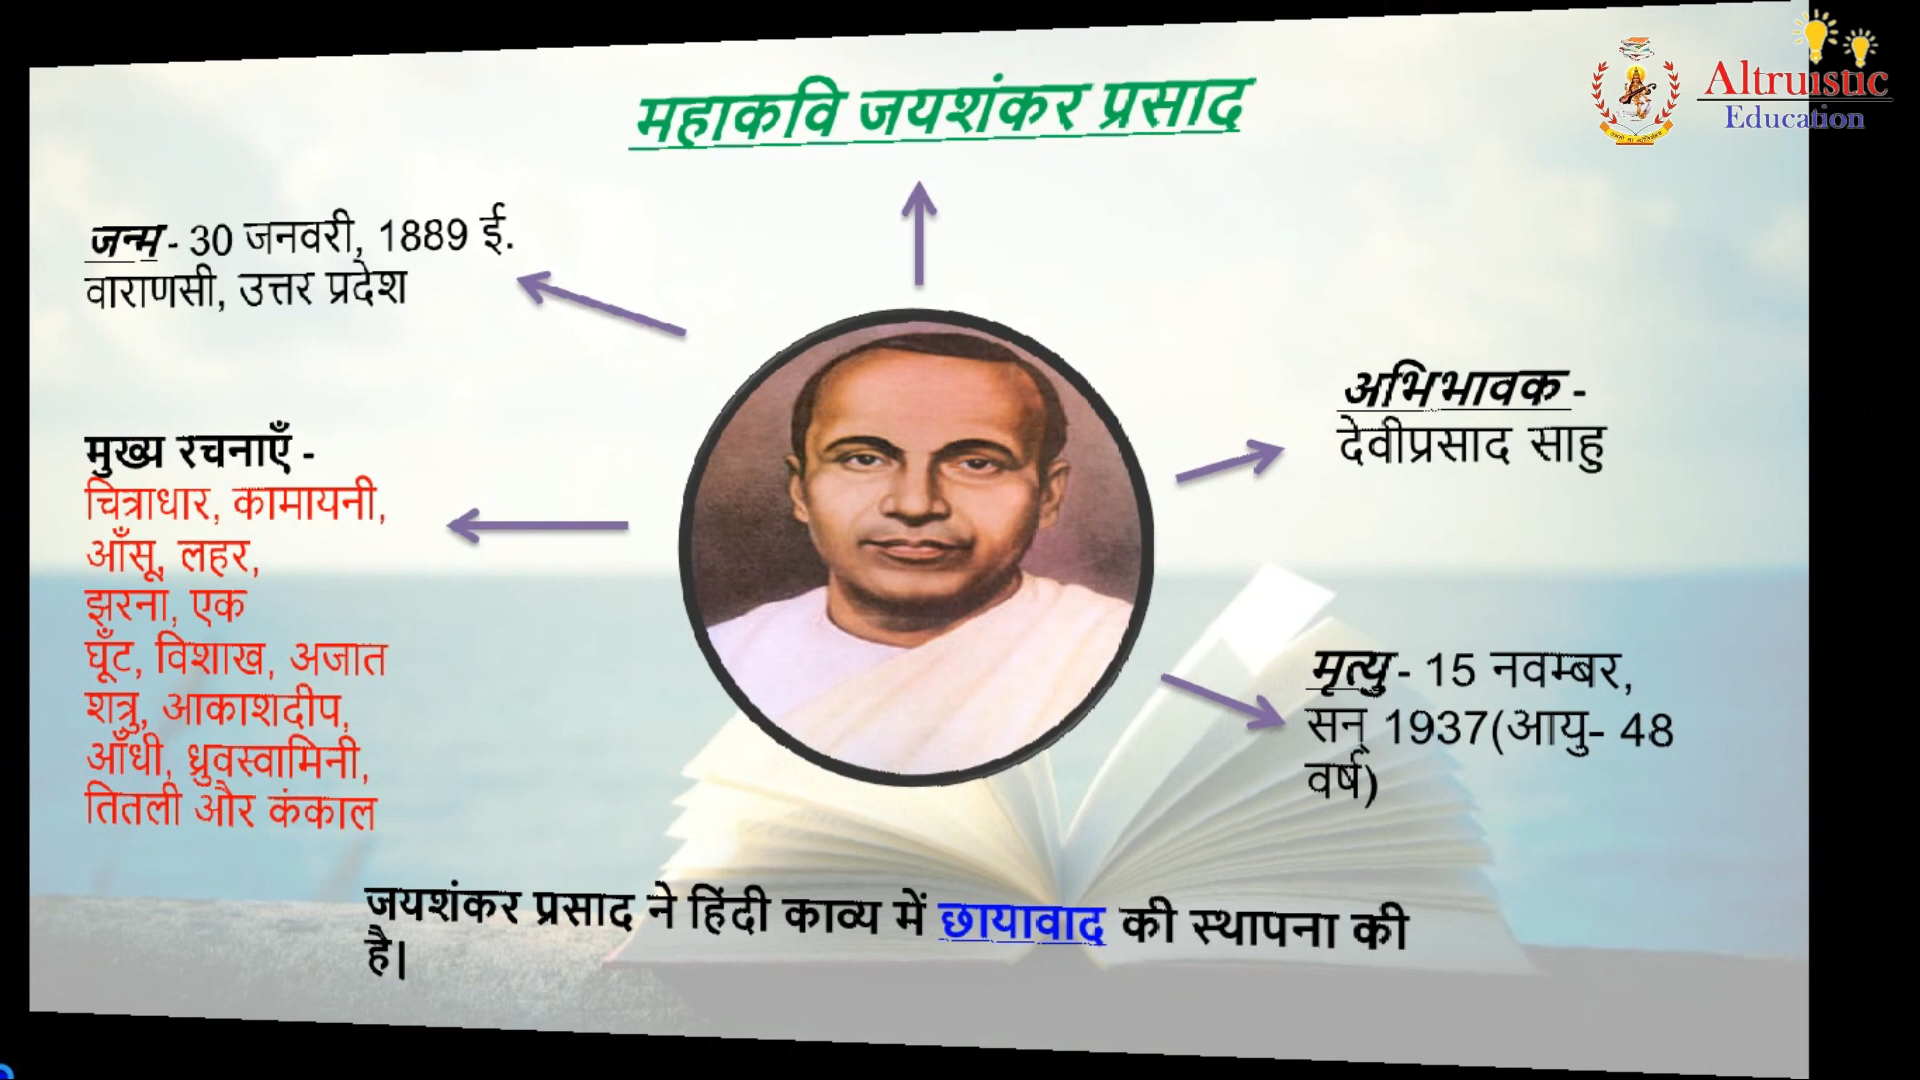 महाकवि जयशंकर प्रसाद
Altruistic
Education
जन्म - 30 जनवरी, 1889 ई.
वाराणसी, उत्तर प्रदेश
अभिभावक -
देवीप्रसाद साहु
मुख्य रचनाएँ -
चित्राधार, कामायनी,
आँसू, लहर,
झरना, एक
घूँट, विशाख, अजात
शत्रु, आकाशदीप,
आँधी, ध्रुवस्वामिनी,
तितली और कंकाल
मृत्यु - 15 नवम्बर,
सन् 1937(आयु- 48
वर्ष)
जयशंकर प्रसाद ने हिंदी काव्य में छायावाद की स्थापना की
है।